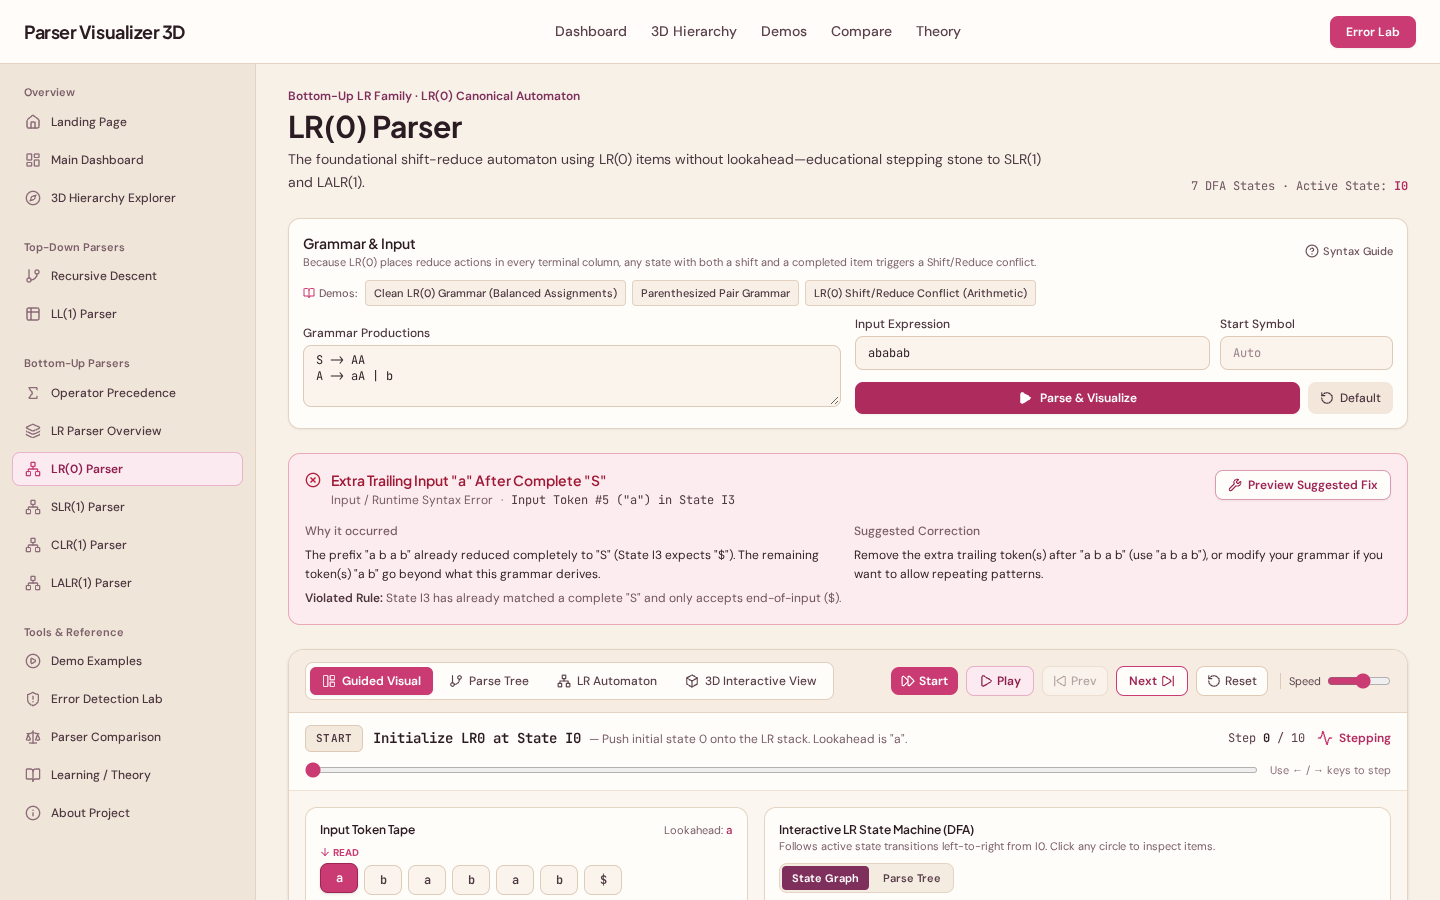 Parser Visualizer 3D
Dashboard
3D Hierarchy
Demos
Compare
Theory
Error Lab
Overview
Landing Page
Main Dashboard
3D Hierarchy Explorer
Top-Down Parsers
Recursive Descent
LL(1) Parser
Bottom-Up Parsers
Operator Precedence
LR Parser Overview
LR(0) Parser
SLR(1) Parser
CLR(1) Parser
LALR(1) Parser
Tools & Reference
Demo Examples
Error Detection Lab
Parser Comparison
Learning / Theory
About Project
Bottom-Up LR Family · LR(0) Canonical Automaton
LR(0) Parser
The foundational shift-reduce automaton using LR(0) items without lookahead—educational stepping stone to SLR(1)
and LALR(1).
7 DFA States · Active State: I0
Grammar & Input
Because LR(0) places reduce actions in every terminal column, any state with both a shift and a completed item triggers a Shift/Reduce conflict.
Syntax Guide
Demos:
Clean LR(0) Grammar (Balanced Assignments)
Parenthesized Pair Grammar
LR(0) Shift/Reduce Conflict (Arithmetic)
Grammar Productions
S → AA
A → aA | b
Input Expression
ababab
Start Symbol
Auto
Parse & Visualize
Default
Extra Trailing Input "a" After Complete "S"
Input / Runtime Syntax Error · Input Token #5 ("a") in State I3
Preview Suggested Fix
Why it occurred
The prefix "a b a b" already reduced completely to "S" (State I3 expects "$"). The remaining
token(s) "a b" go beyond what this grammar derives.
Suggested Correction
Remove the extra trailing token(s) after "a b a b" (use "a b a b"), or modify your grammar if you
want to allow repeating patterns.
Violated Rule: State I3 has already matched a complete "S" and only accepts end-of-input ($).
Guided Visual
Parse Tree
LR Automaton
3D Interactive View
Start
Play
Prev
Next
Reset
Speed
START
Initialize LR0 at State I0 — Push initial state 0 onto the LR stack. Lookahead is "a".
Step 0 / 10
Stepping
Use ← / → keys to step
Input Token Tape
Lookahead: a
↓ READ
a b a b a b $
Interactive LR State Machine (DFA)
Follows active state transitions left-to-right from I0. Click any circle to inspect items.
State Graph
Parse Tree